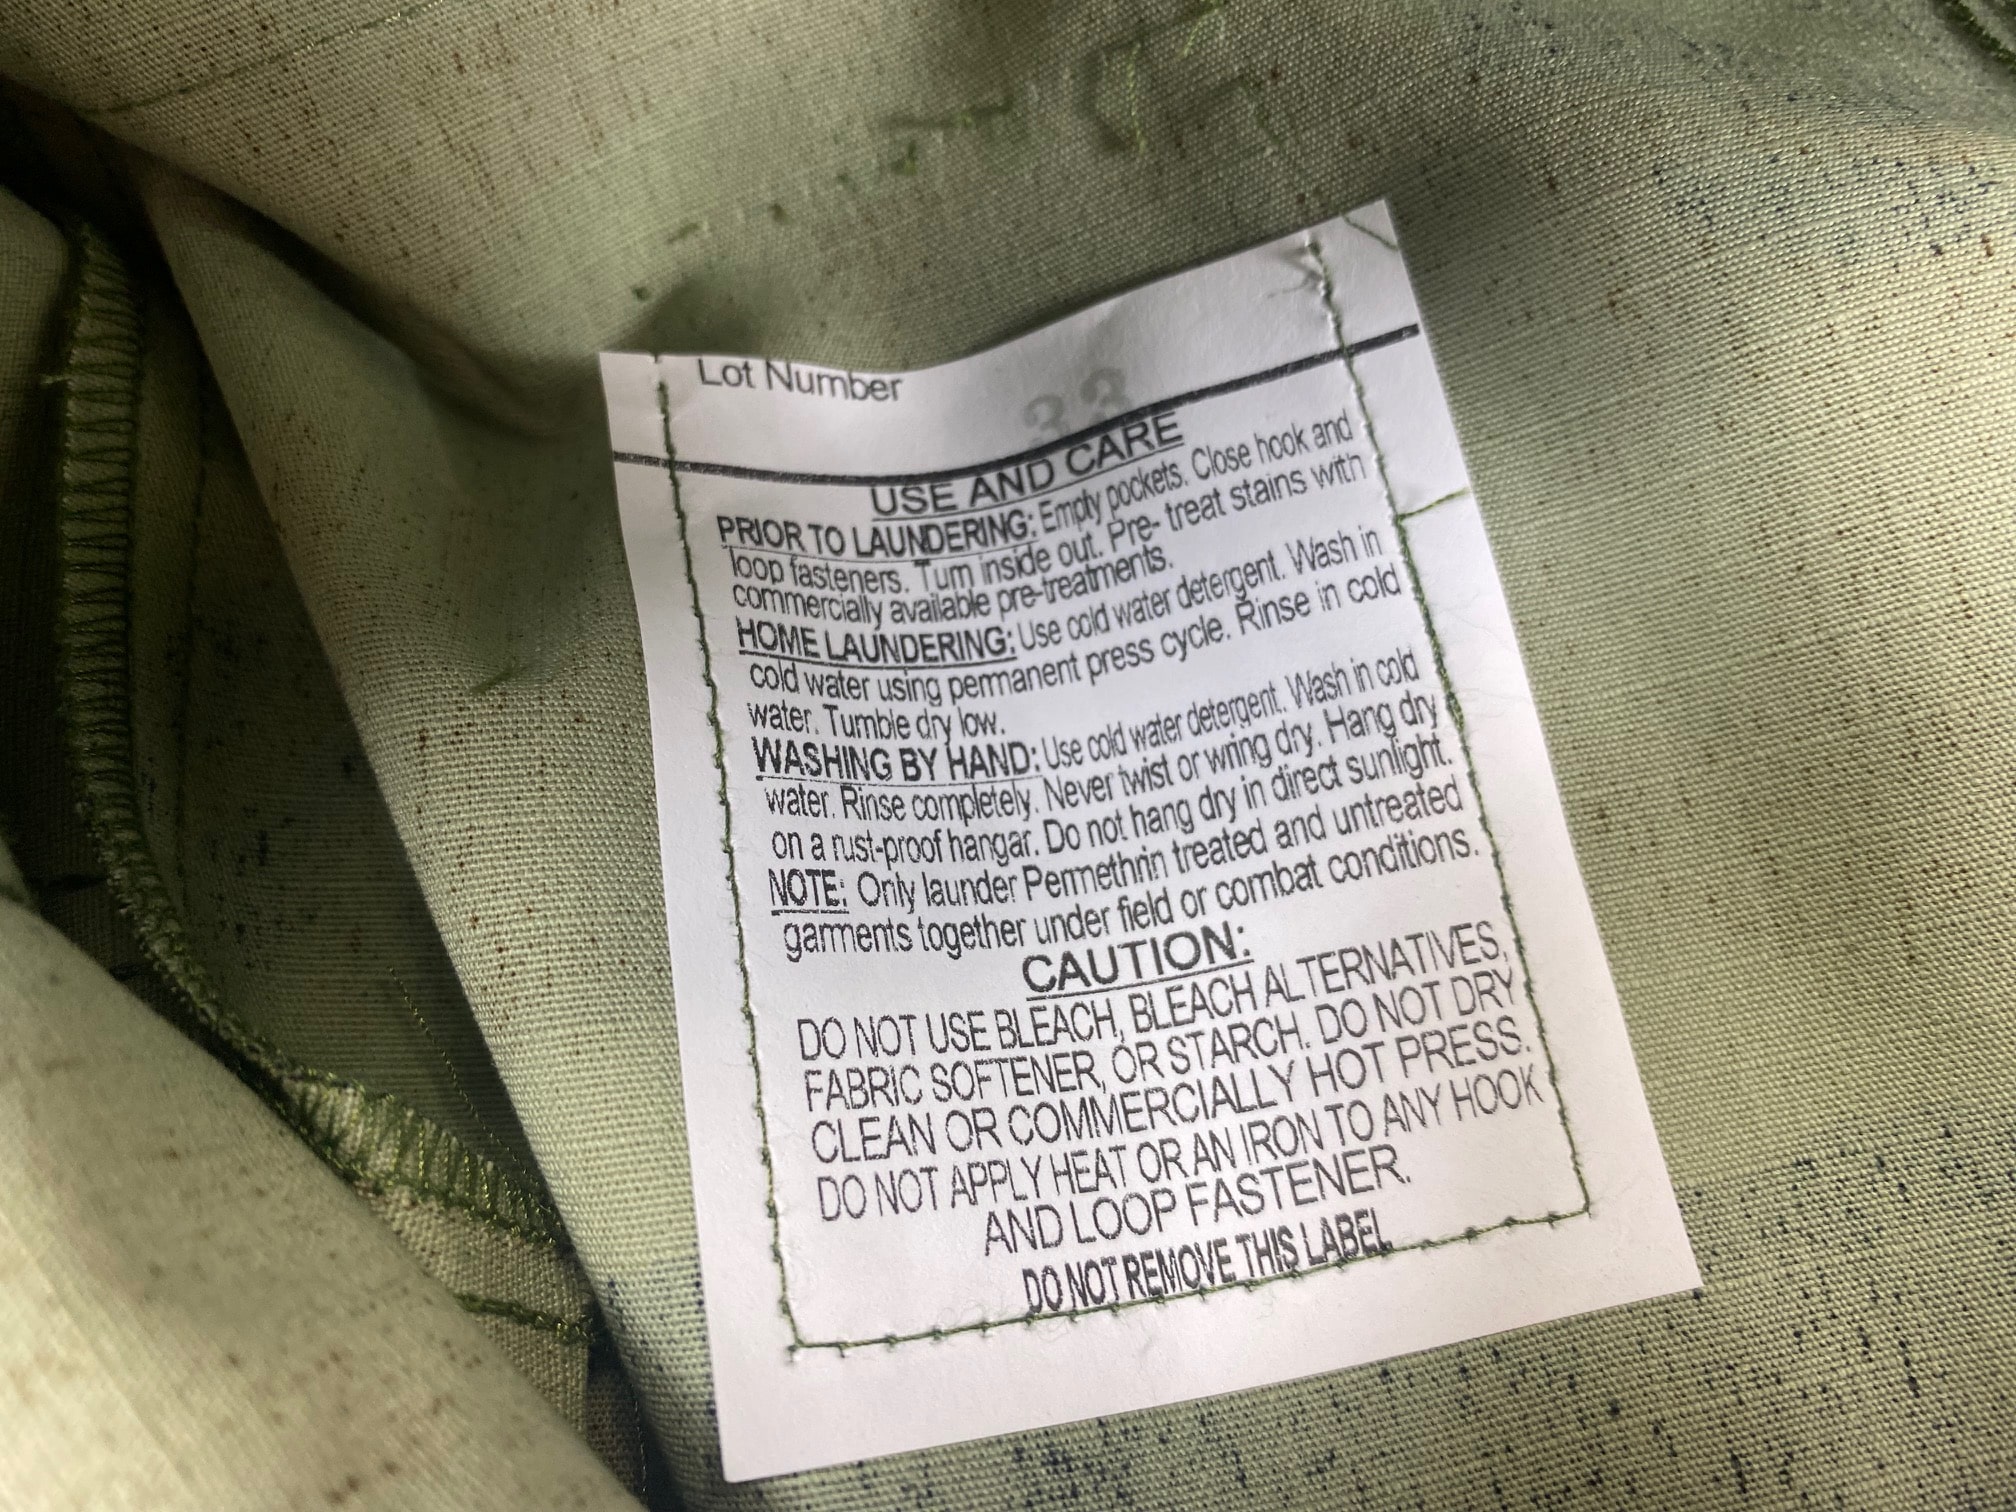 Lot Number
33
USE AND CARE
PRIOR TO LAUNDERING: Empty pockets. Close hook and
loop fasteners. Turn inside out. Pre- treat stains with
commercially available pre-treatments.
HOME LAUNDERING: Use cold water detergent. Wash in
cold water using permanent press cycle. Rinse in cold
water. Tumble dry low.
WASHING BY HAND: Use cold water detergent. Wash in cold
water. Rinse completely. Never twist or wring dry. Hang dry
on a rust-proof hangar. Do not hang dry in direct sunlight.
NOTE: Only launder Permethrin treated and untreated
garments together under field or combat conditions.
CAUTION:
DO NOT USE BLEACH, BLEACH ALTERNATIVES,
FABRIC SOFTENER, OR STARCH. DO NOT DRY
CLEAN OR COMMERCIALLY HOT PRESS.
DO NOT APPLY HEAT OR AN IRON TO ANY HOOK
AND LOOP FASTENER.
DO NOT REMOVE THIS LABEL